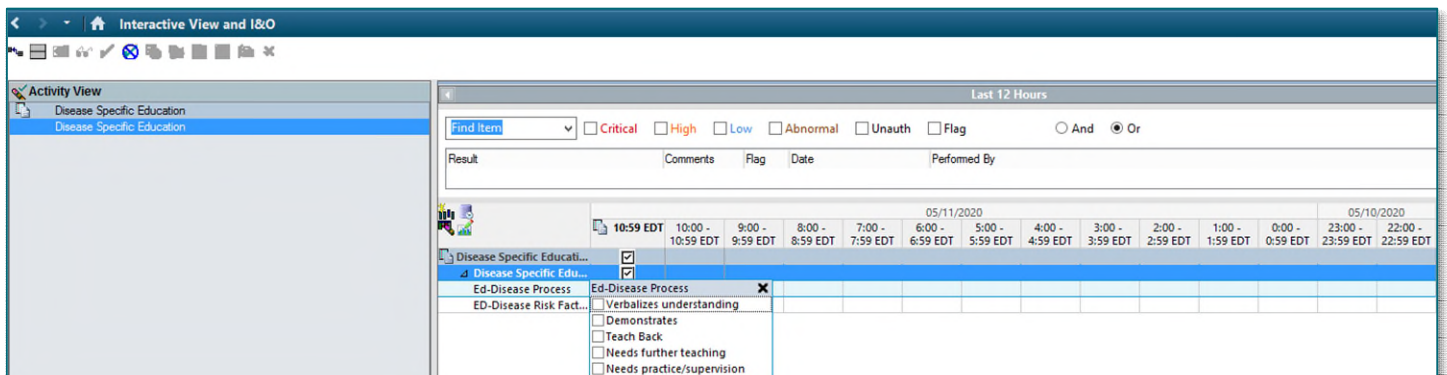 Interactive View and I&O
Activity View
Disease Specific Education
Disease Specific Education
Last 12 Hours
Find Item Critical High Low Abnormal Unauth Flag And Or
Result Comments Flag Date Performed By
05/11/2020 05/10/2020
10:59 EDT 10:00 - 9:00 - 8:00 - 7:00 - 6:00 - 5:00 - 4:00 - 3:00 - 2:00 - 1:00 - 0:00 - 23:00 - 22:00 -
10:59 EDT 9:59 EDT 8:59 EDT 7:59 EDT 6:59 EDT 5:59 EDT 4:59 EDT 3:59 EDT 2:59 EDT 1:59 EDT 0:59 EDT 23:59 EDT 22:59 EDT
Disease Specific Educati...
Disease Specific Edu...
Ed-Disease Process Ed-Disease Process
ED-Disease Risk Fact... Verbalizes understanding
Demonstrates
Teach Back
Needs further teaching
Needs practice/supervision